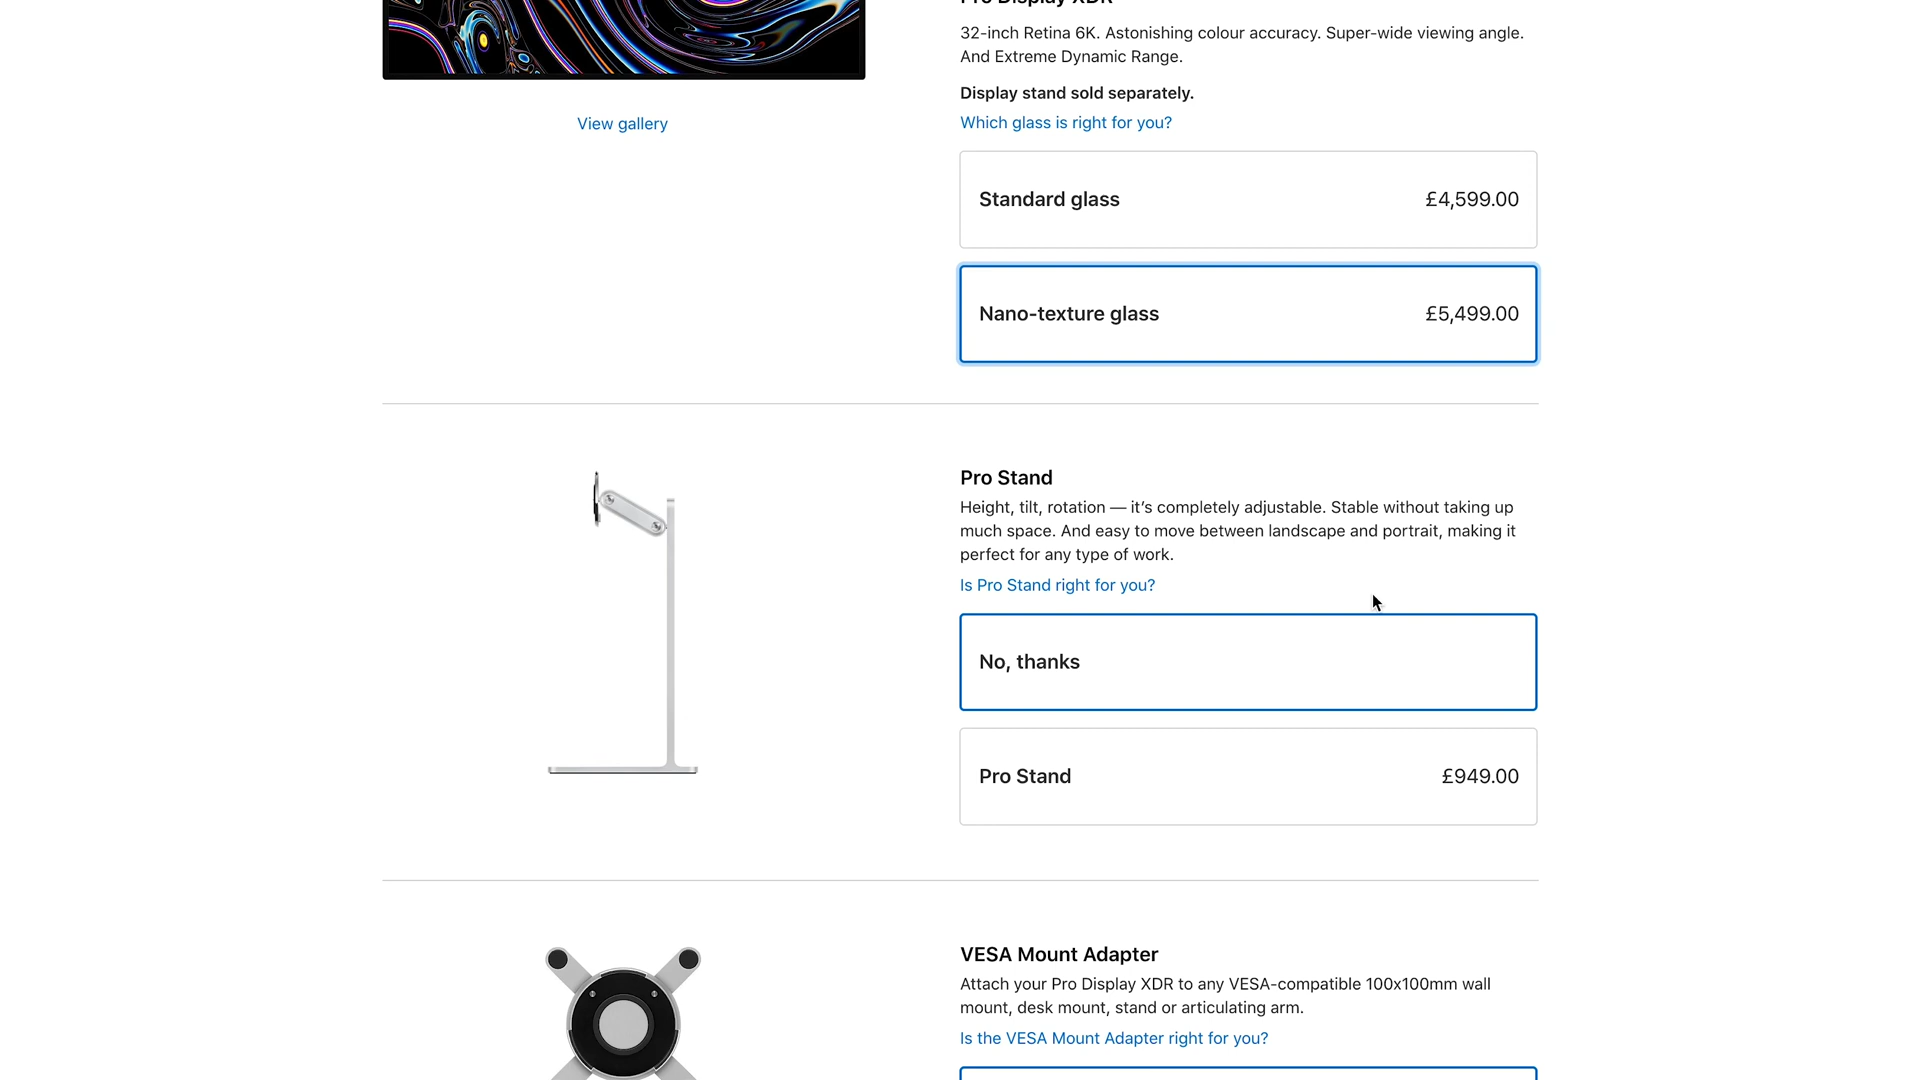 Pro Display XDR
32-inch Retina 6K. Astonishing colour accuracy. Super-wide viewing angle.
And Extreme Dynamic Range.
Display stand sold separately.
View gallery
Which glass is right for you?
Standard glass £4,599.00
Nano-texture glass £5,499.00
Pro Stand
Height, tilt, rotation — it’s completely adjustable. Stable without taking up
much space. And easy to move between landscape and portrait, making it
perfect for any type of work.
Is Pro Stand right for you?
No, thanks
Pro Stand £949.00
VESA Mount Adapter
Attach your Pro Display XDR to any VESA-compatible 100x100mm wall
mount, desk mount, stand or articulating arm.
Is the VESA Mount Adapter right for you?